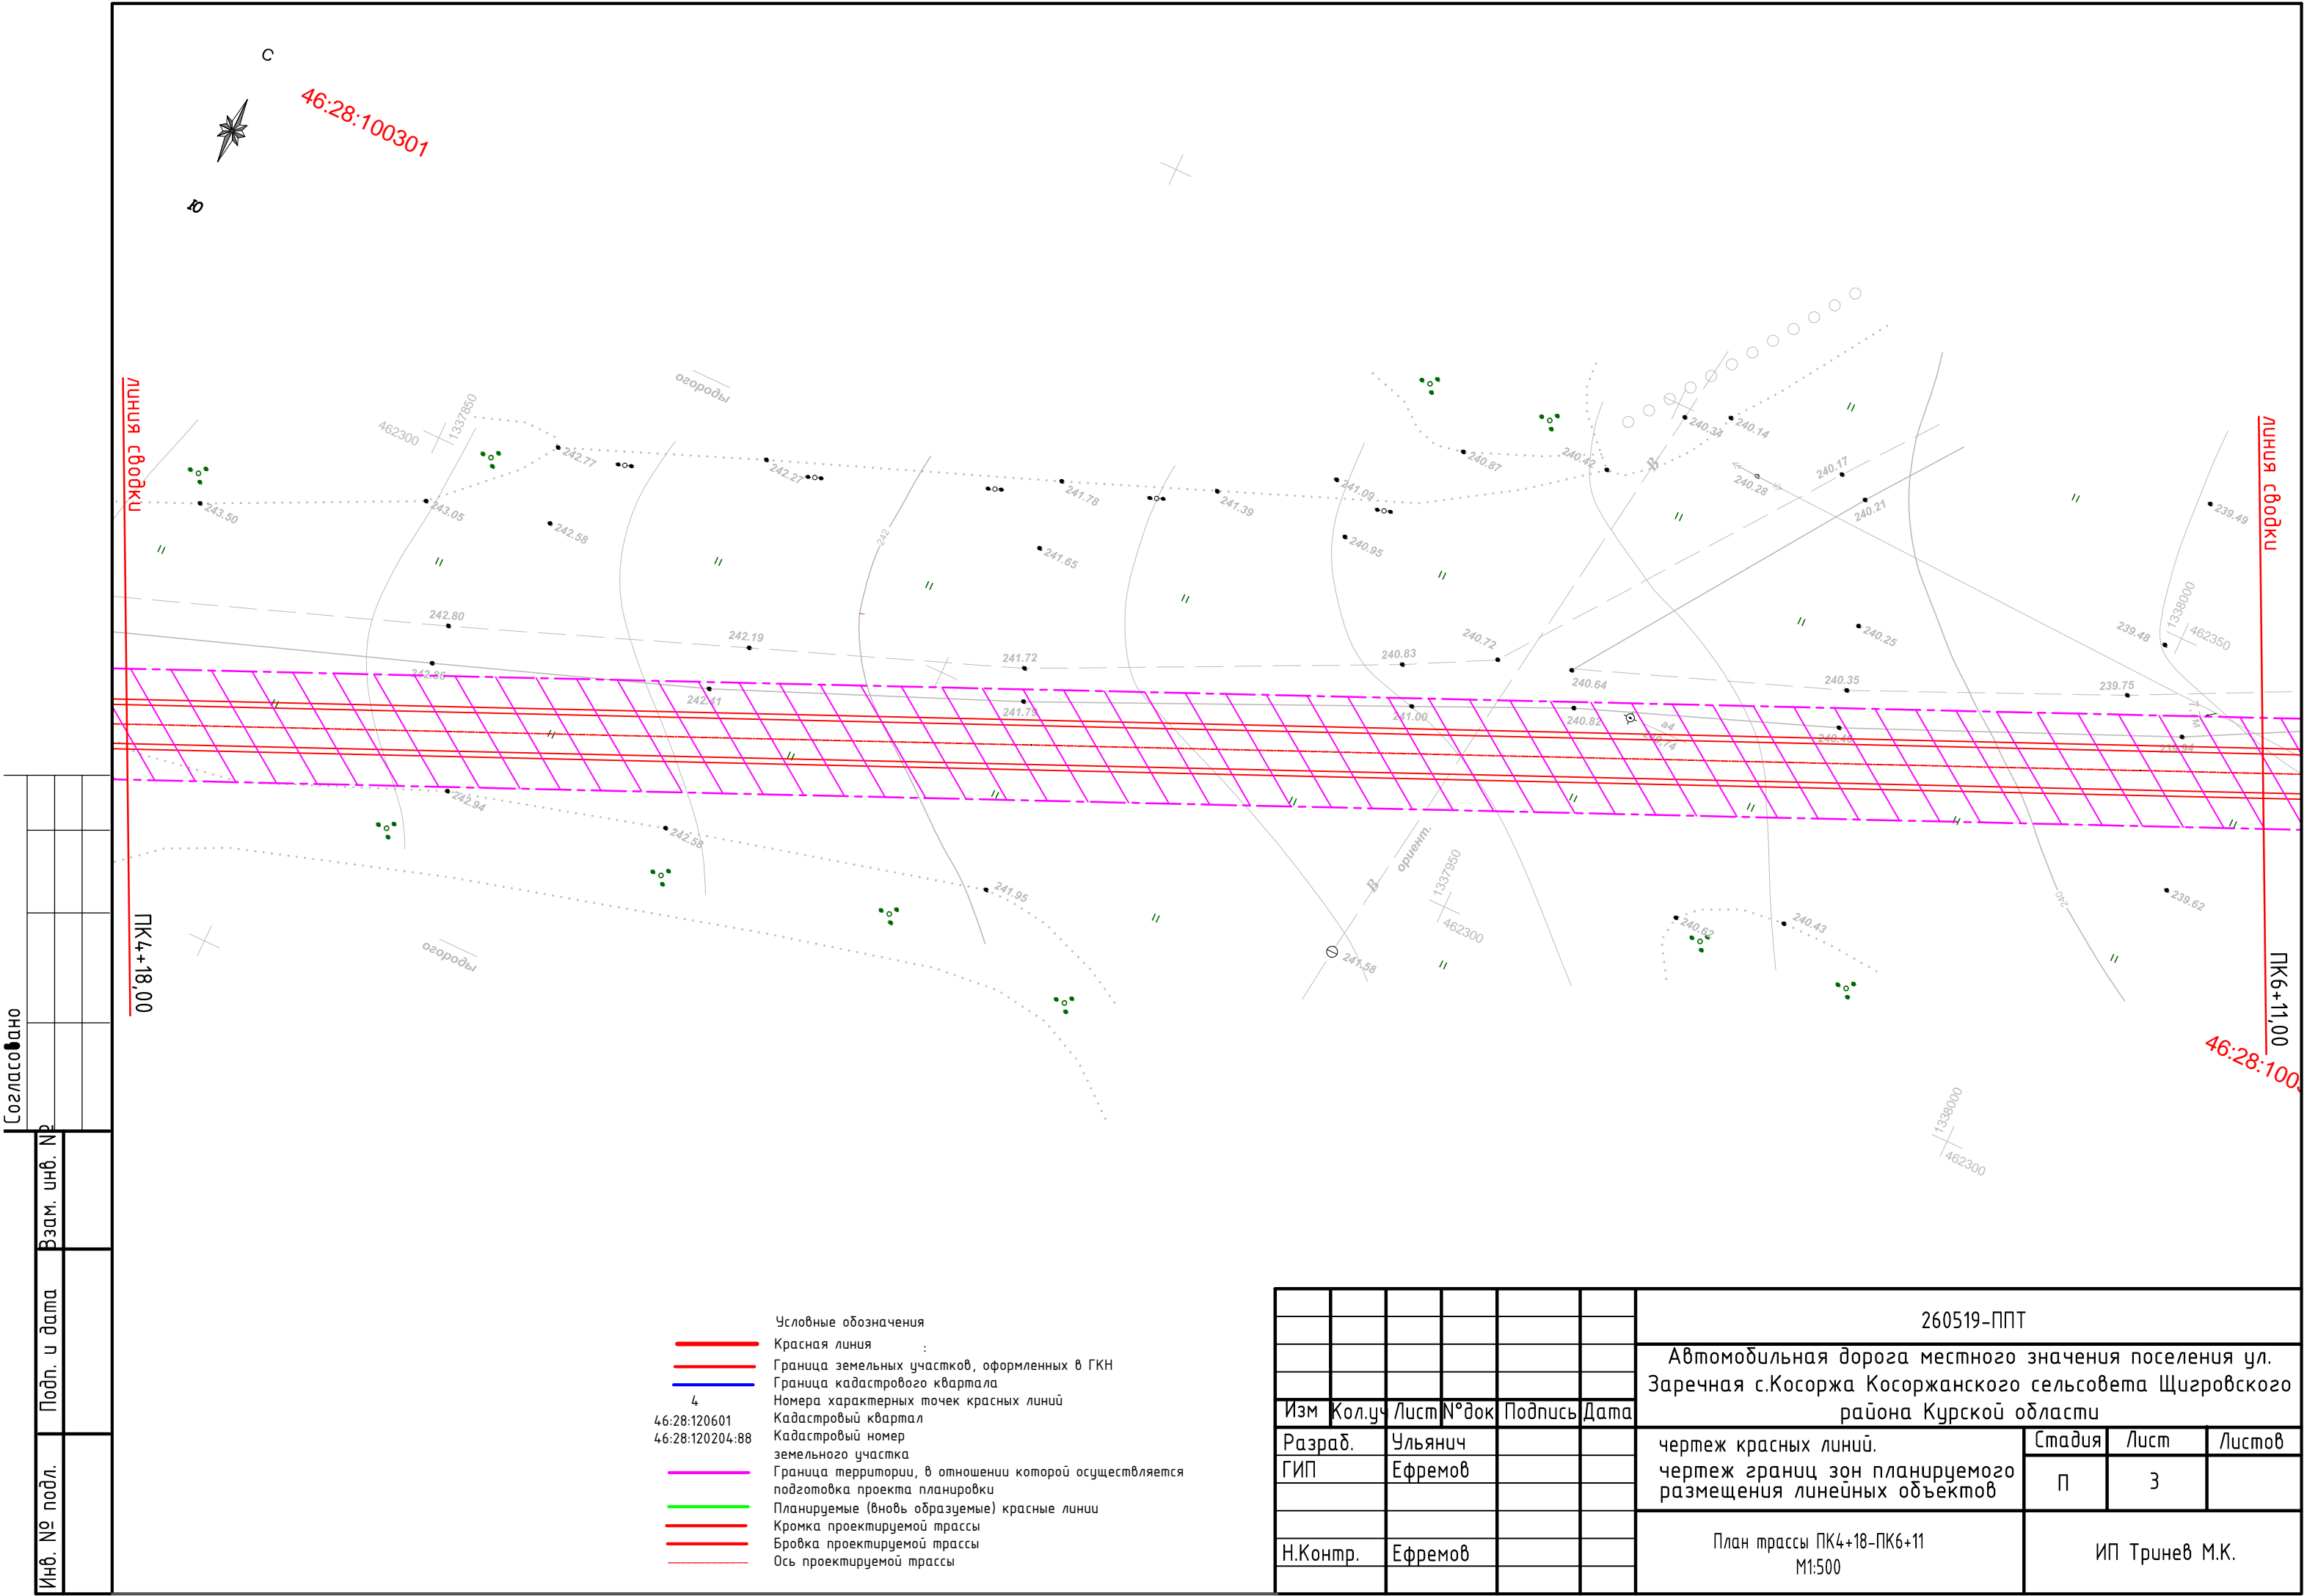 С
46:28:100301
Ю
линия сводки
линия сводки
огороды
462300
1337850
243.50
243.05
242.77
242.58
242.27
241.78
241.65
241.39
241.09
240.95
240.87
240.42
240.34
240.14
240.28
240.17
240.21
239.49
В
242
242.80
242.19
241.72
240.83
240.72
240.64
240.35
240.25
239.48
1338000
462350
239.75
242.41
241.79
241.00
240.82
а4
242.94
242.58
241.95
ориент.
В
1337950
462300
241.58
240.62
240.43
240
239.62
огороды
ПК4+18,00
ПК6+11,00
46:28:100
1338000
462300
Согласовано
Взам. инв. №
Подп. и дата
Инв. № подл.
Условные обозначения
Красная линия :
Граница земельных участков, оформленных в ГКН
Граница кадастрового квартала
4 Номера характерных точек красных линий
46:28:120601 Кадастровый квартал
46:28:120204:88 Кадастровый номер
земельного участка
Граница территории, в отношении которой осуществляется
подготовка проекта планировки
Планируемые (вновь образуемые) красные линии
Кромка проектируемой трассы
Бровка проектируемой трассы
Ось проектируемой трассы
260519-ППТ
Автомобильная дорога местного значения поселения ул.
Заречная с.Косоржа Косоржанского сельсовета Щигровского
района Курской области
Изм Кол.уч Лист N°док Подпись Дата
Разраб. Ульянич
ГИП Ефремов
Н.Контр. Ефремов
чертеж красных линий.
чертеж границ зон планируемого
размещения линейных объектов
Стадия Лист Листов
П 3
План трассы ПК4+18-ПК6+11
М1:500
ИП Тринев М.К.